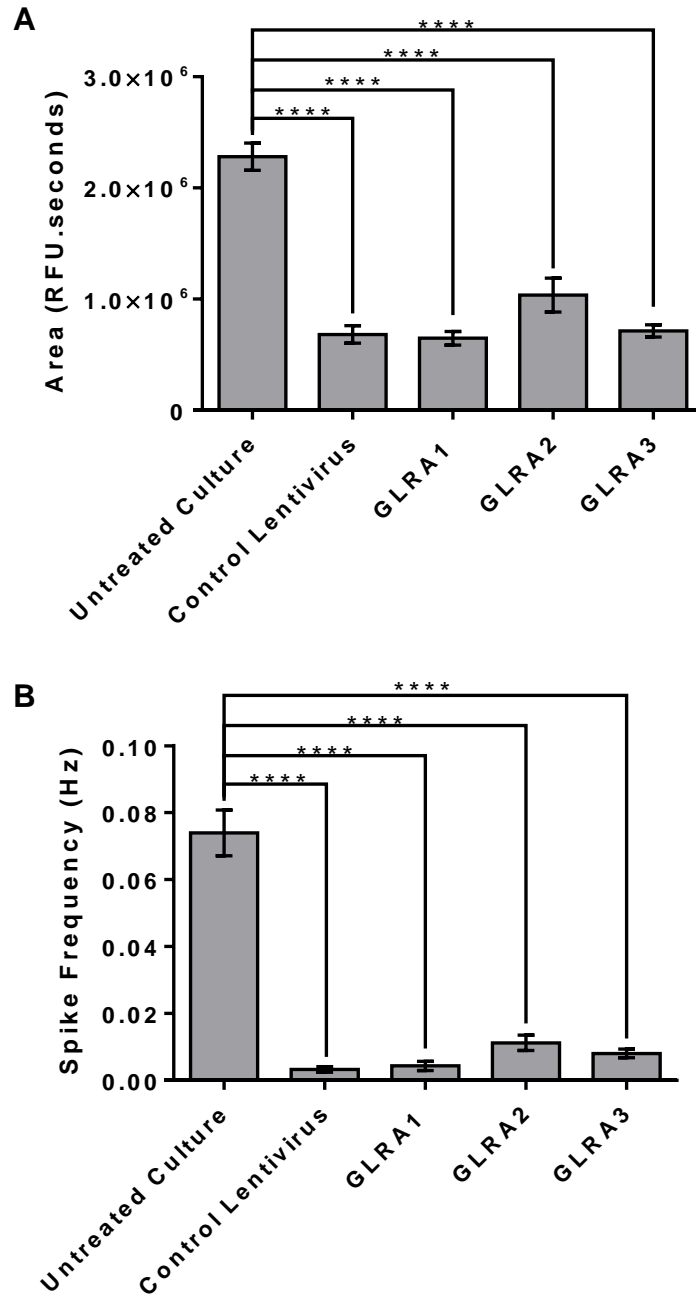 A
****
****
****
****
3.0×10⁶
2.0×10⁶
1.0×10⁶
0
Area (RFU.seconds)
Untreated Culture
Control Lentivirus
GLRA1
GLRA2
GLRA3
B
****
****
****
****
0.10
0.08
0.06
0.04
0.02
0.00
Spike Frequency (Hz)
Untreated Culture
Control Lentivirus
GLRA1
GLRA2
GLRA3